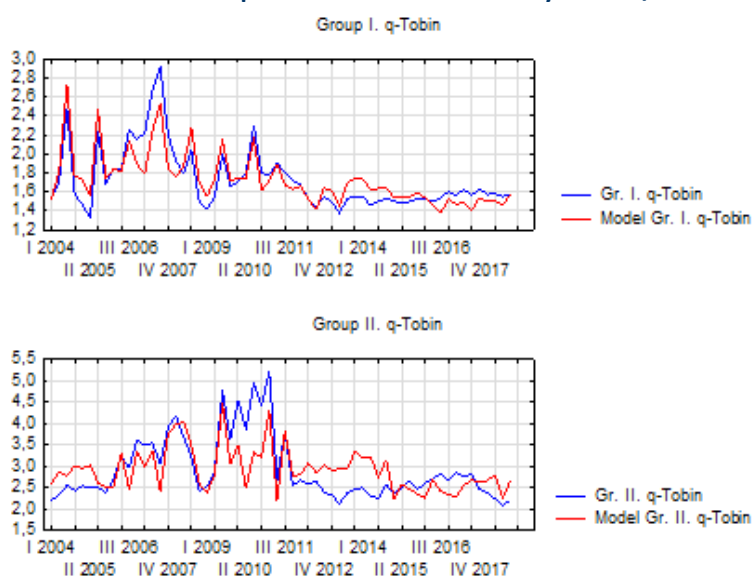 Group I. q-Tobin
3,0
2,8
2,6
2,4
2,2
2,0
1,8
1,6
1,4
1,2
Gr. I. q-Tobin
Model Gr. I. q-Tobin
I 2004 III 2006 I 2009 III 2011 I 2014 III 2016
II 2005 IV 2007 II 2010 IV 2012 II 2015 IV 2017
Group II. q-Tobin
5,5
5,0
4,5
4,0
3,5
3,0
2,5
2,0
1,5
Gr. II. q-Tobin
Model Gr. II. q-Tobin
I 2004 III 2006 I 2009 III 2011 I 2014 III 2016
II 2005 IV 2007 II 2010 IV 2012 II 2015 IV 2017